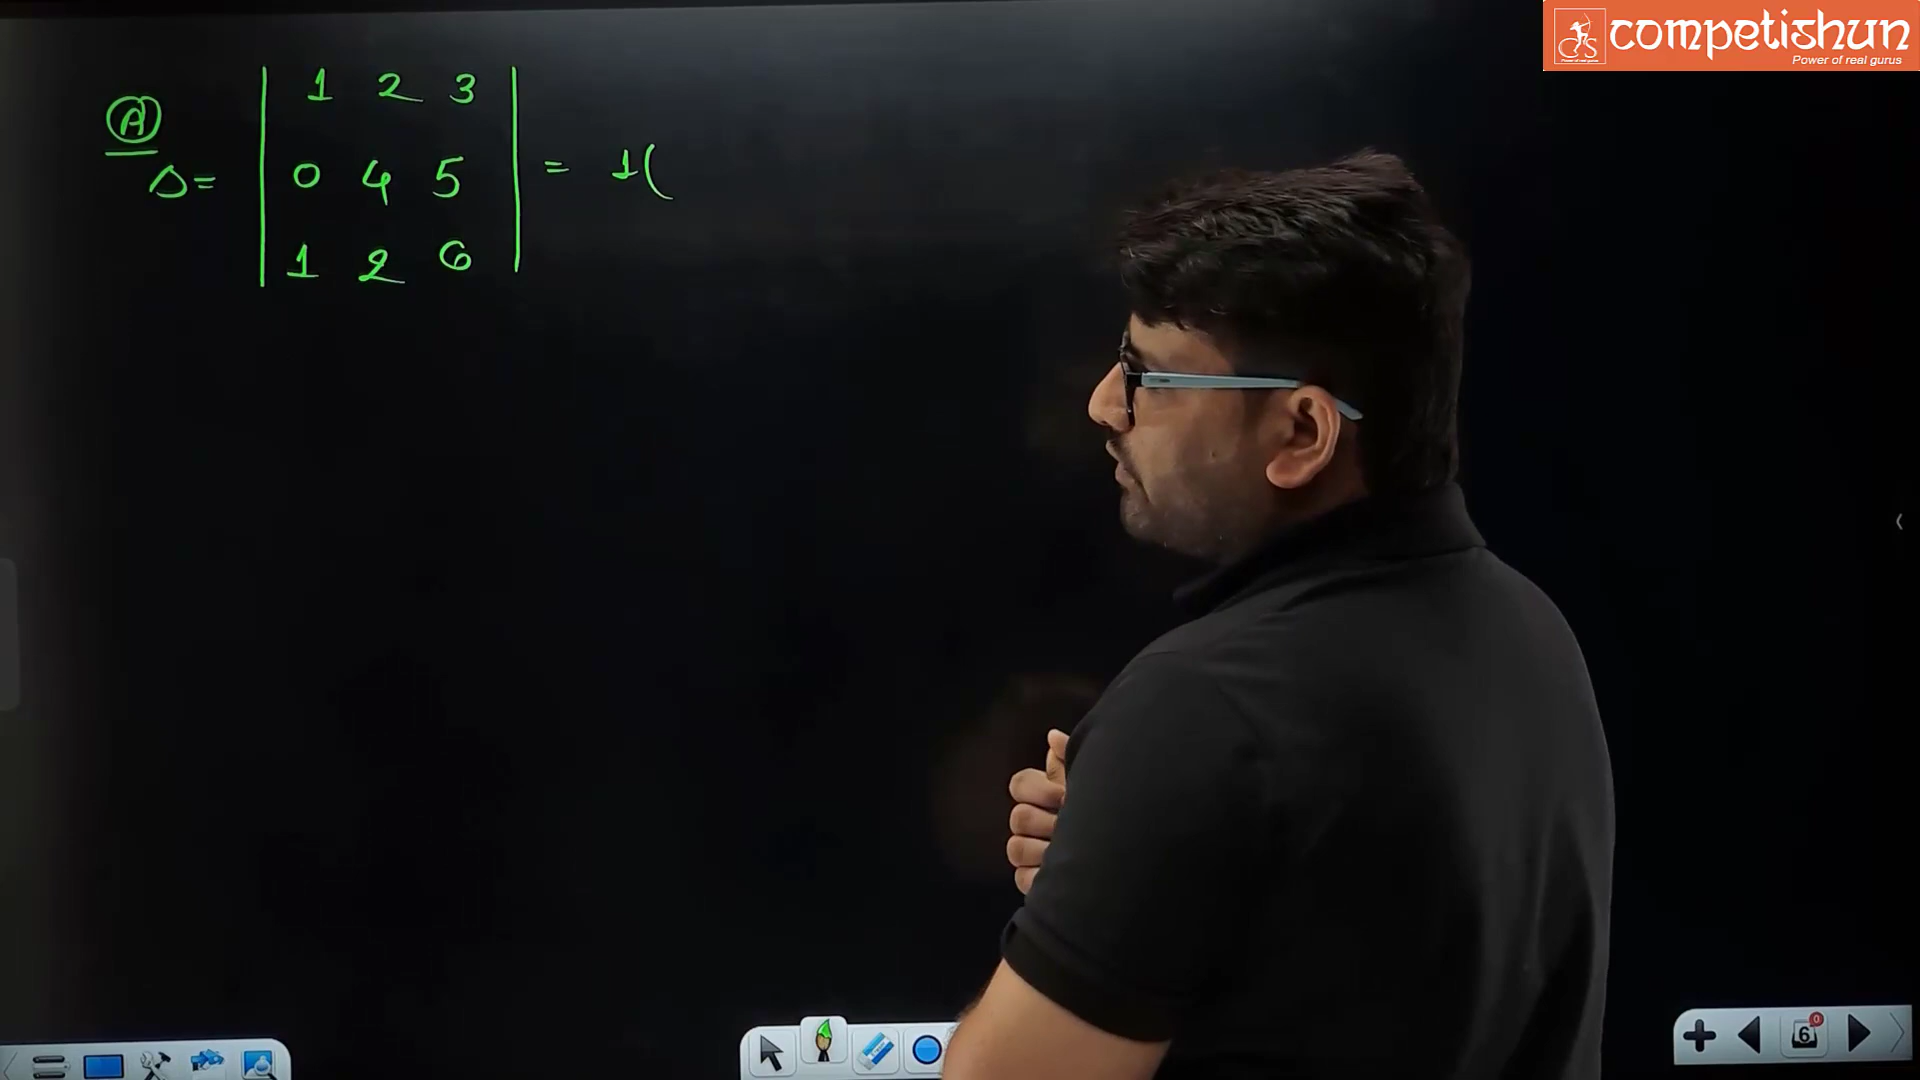 competishun
Power of real gurus
A
Δ= | 1 2 3 |
| 0 4 5 | = 1(
| 1 2 6 |
6